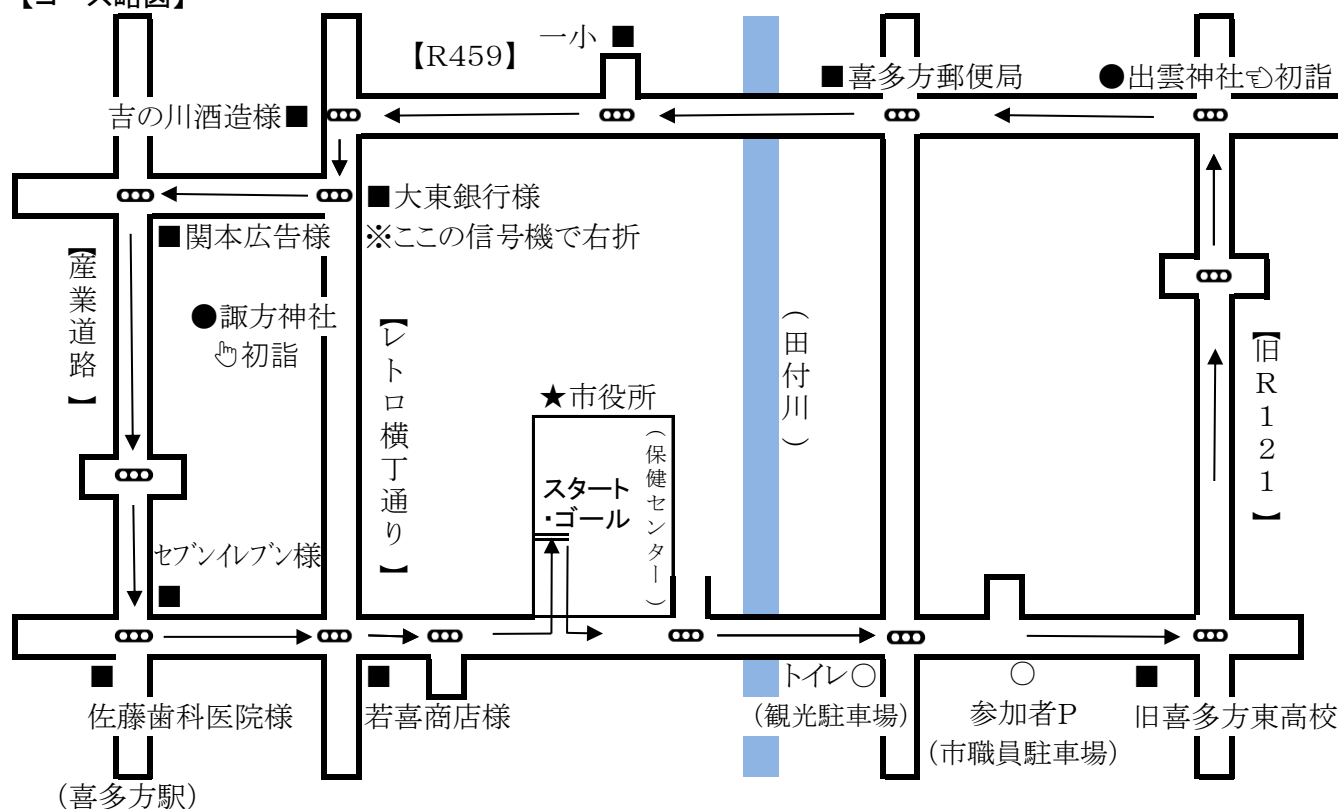 【コース略図】
一小 ■
【R459】
■喜多方郵便局
●出雲神社☜初詣
吉の川酒造様■
■大東銀行様
※ここの信号機で右折
■関本広告様
【産業道路】
●諏方神社
☝初詣
【レトロ横丁通り】
(田付川)
【旧R121】
★市役所
(保健センター)
スタート
・ゴール
セブンイレブン様
■
■
佐藤歯科医院様
■
若喜商店様
トイレ○
(観光駐車場)
○
参加者P
(市職員駐車場)
■
旧喜多方東高校
(喜多方駅)